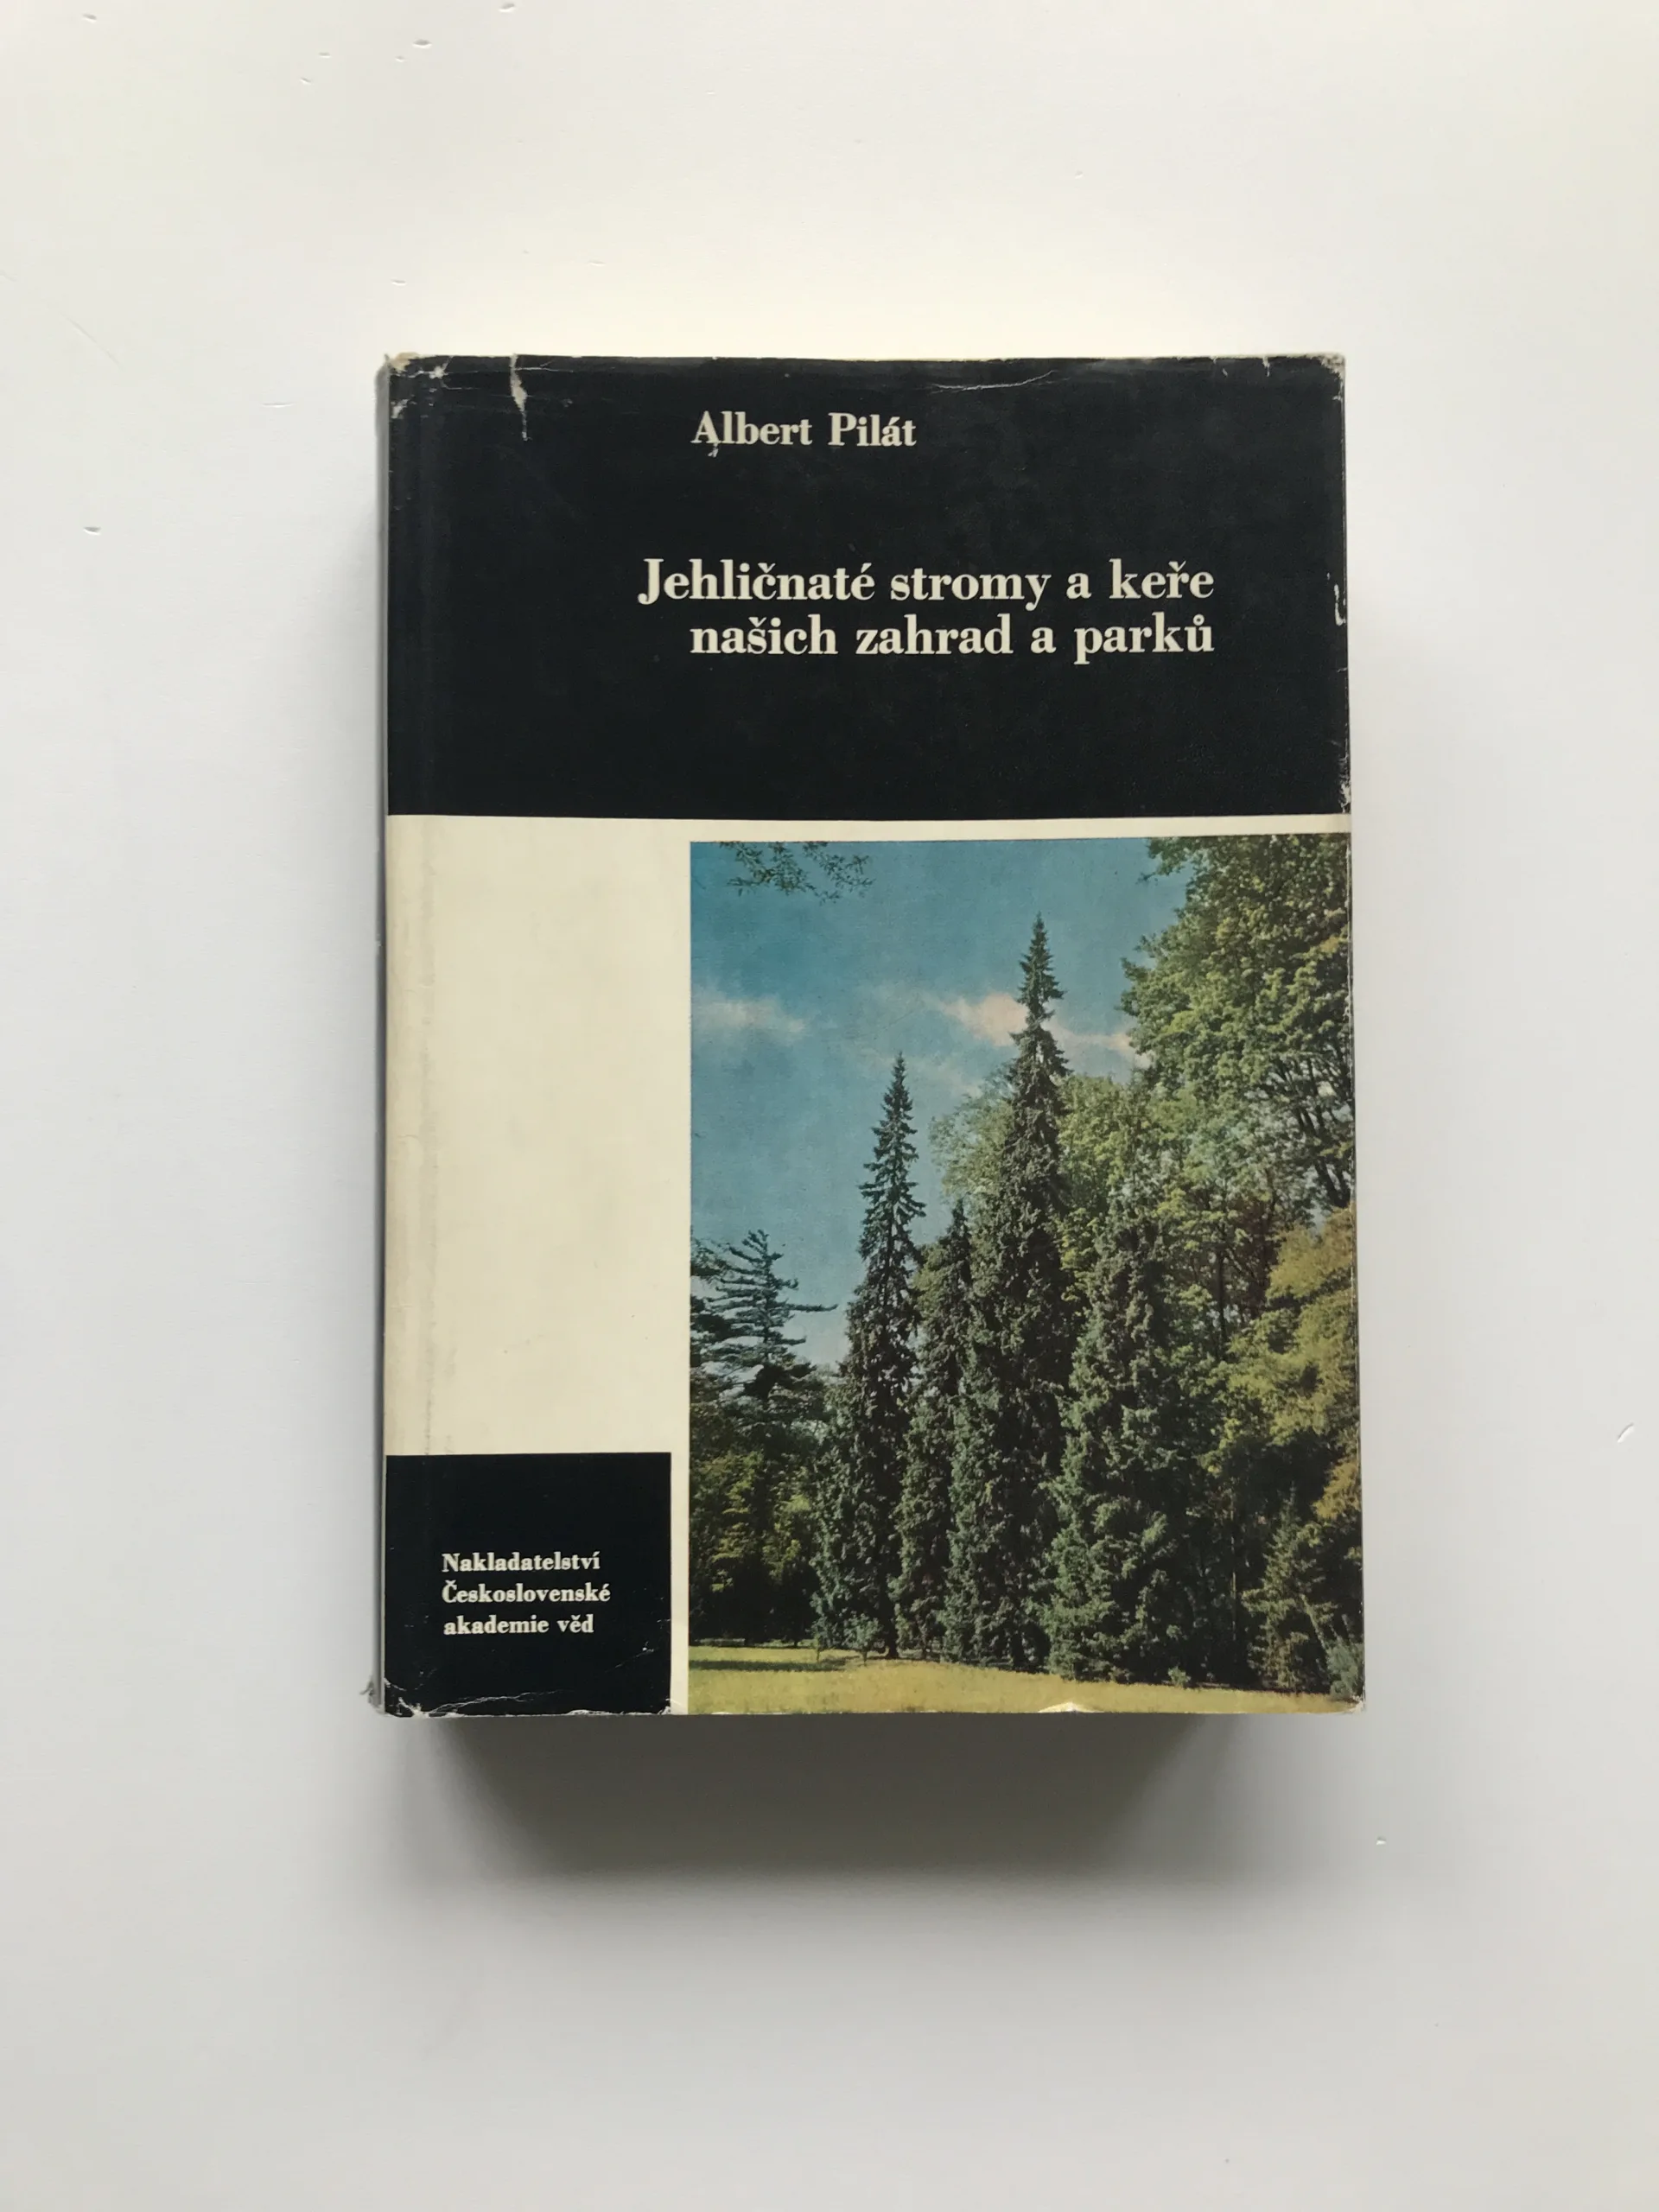 Albert Pilát
Jehličnaté stromy a keře
našich zahrad a parků
Nakladatelství
Československé
akademie věd